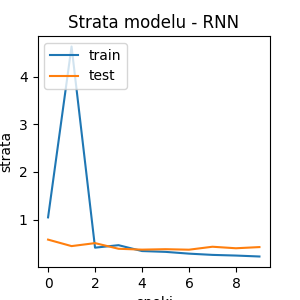 Strata modelu - RNN
train
test
4
3
2
1
strata
0 2 4 6 8